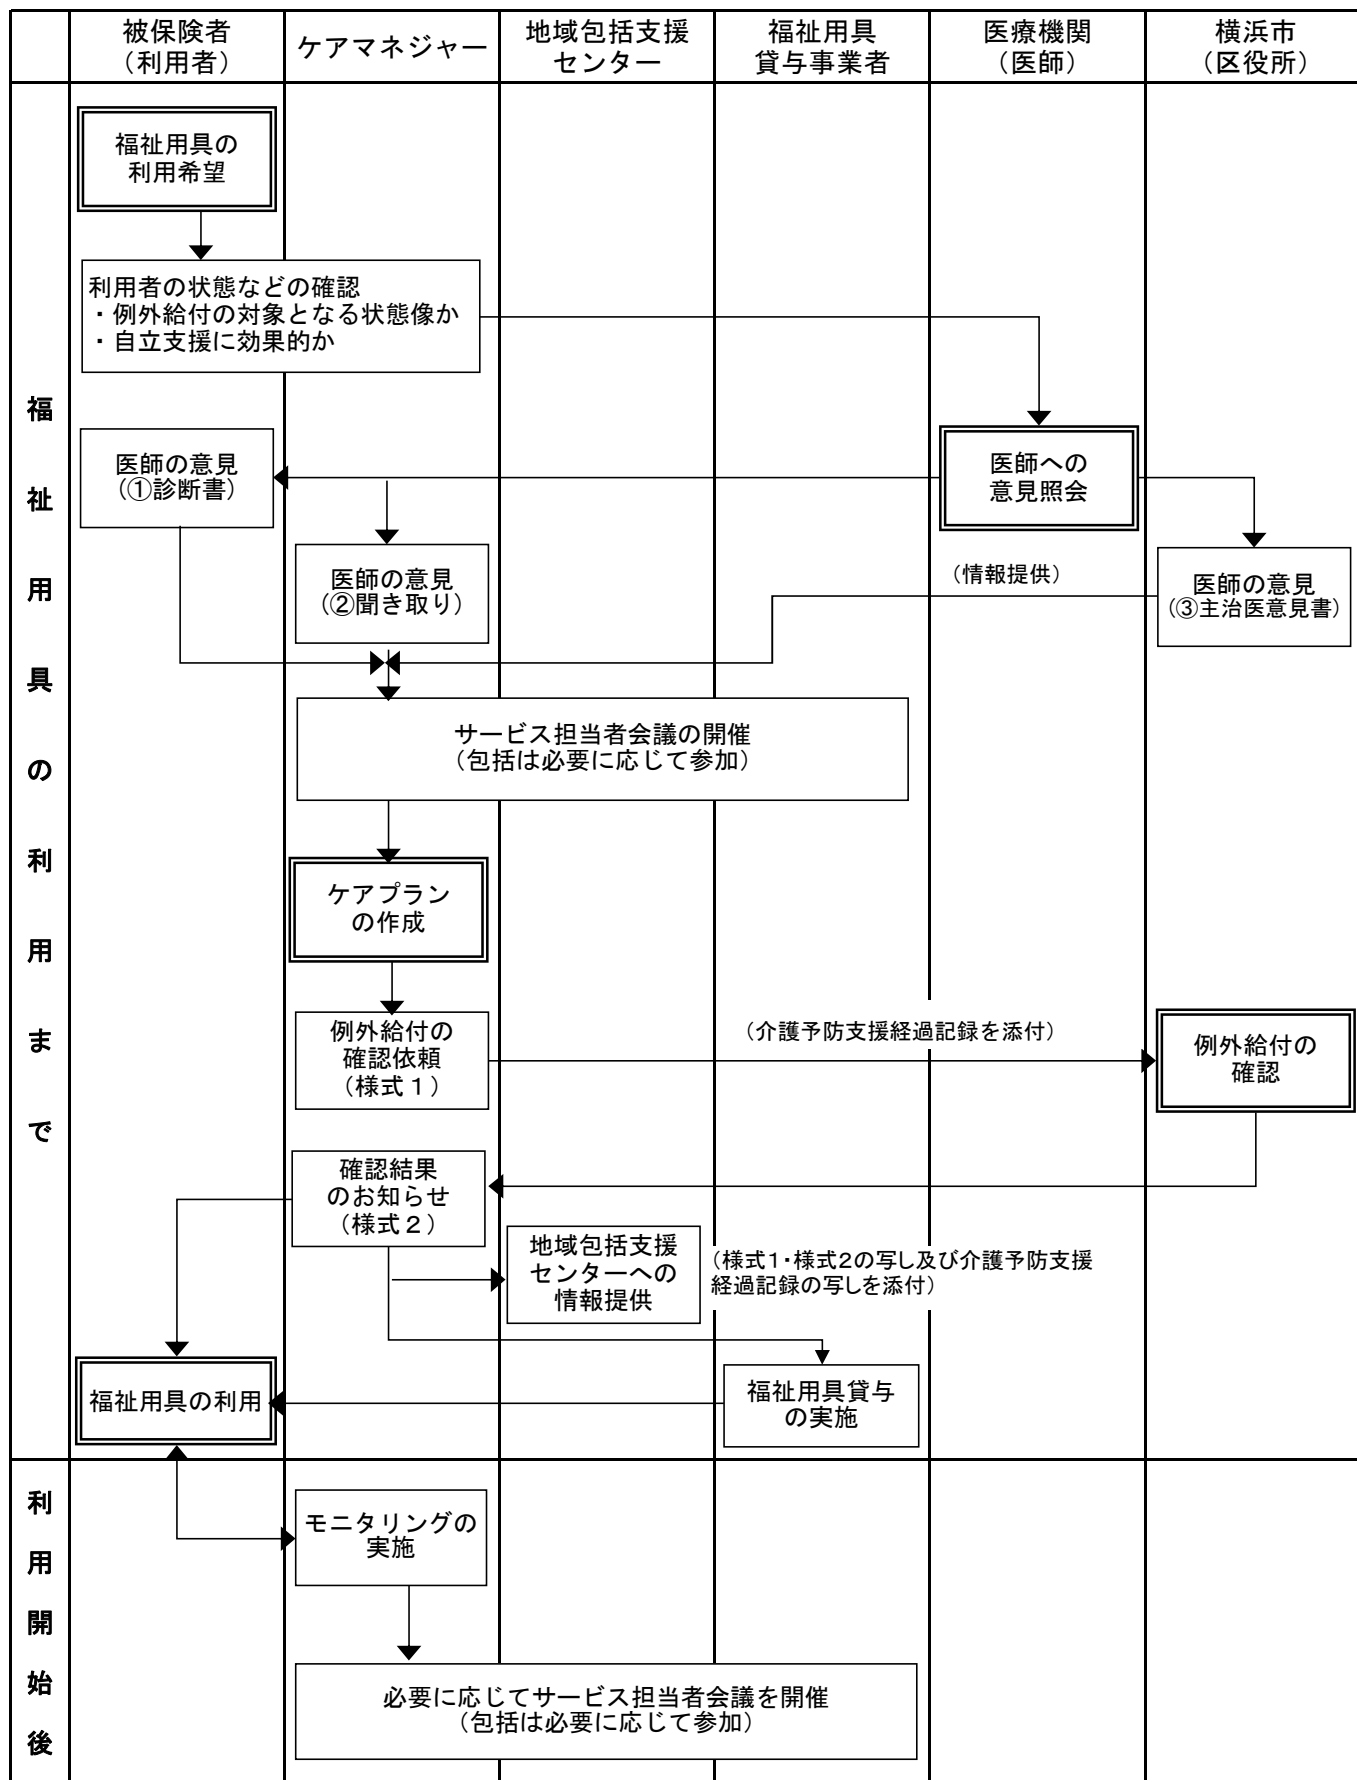 被保険者
（利用者）
ケアマネジャー
地域包括支援
センター
福祉用具
貸与事業者
医療機関
（医師）
横浜市
（区役所）
福祉用具の利用まで
福祉用具の
利用希望
利用者の状態などの確認
・例外給付の対象となる状態像か
・自立支援に効果的か
医師の意見
（①診断書）
医師への
意見照会
医師の意見
（②聞き取り）
（情報提供）
医師の意見
（③主治医意見書）
サービス担当者会議の開催
（包括は必要に応じて参加）
ケアプラン
の作成
例外給付の
確認依頼
（様式１）
（介護予防支援経過記録を添付）
例外給付の
確認
確認結果
のお知らせ
（様式２）
地域包括支援
センターへの
情報提供
（様式1・様式2の写し及び介護予防支援
経過記録の写しを添付）
福祉用具の利用
福祉用具貸与
の実施
利用開始後
モニタリングの
実施
必要に応じてサービス担当者会議を開催
（包括は必要に応じて参加）